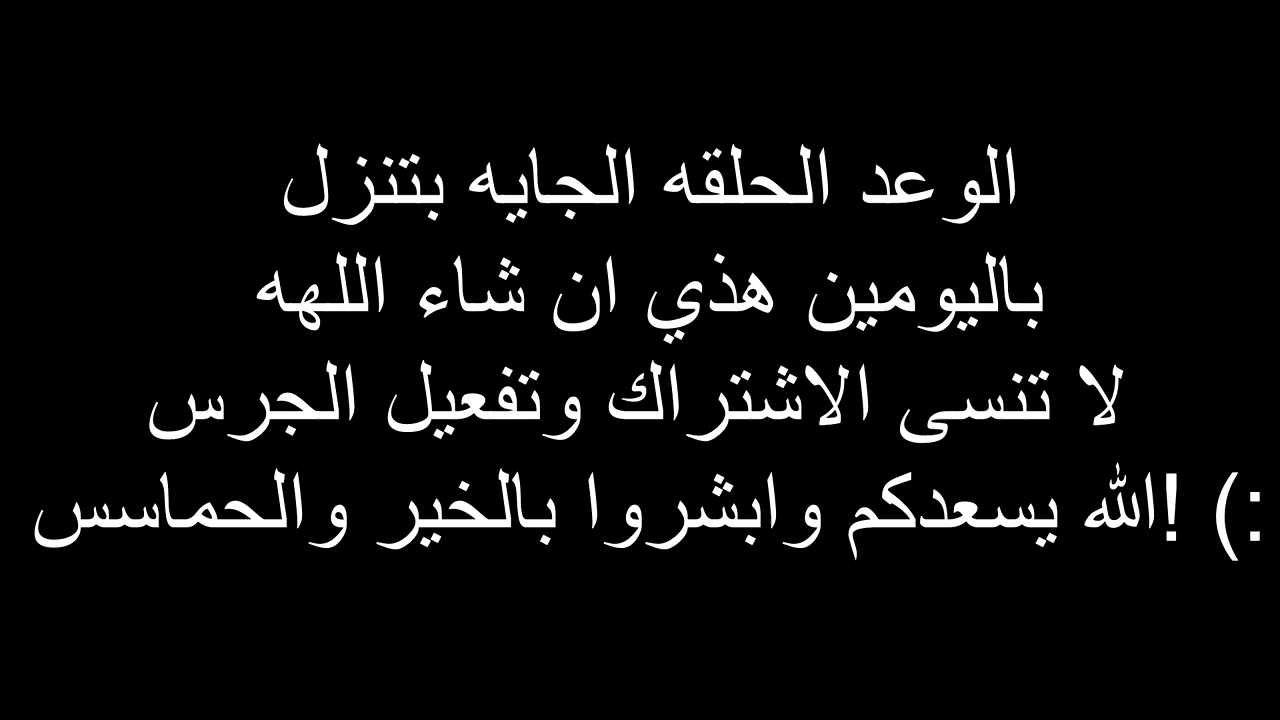 الوعد الحلقه الجايه بتنزل
باليومين هذي ان شاء اللهه
لا تنسى الاشتراك وتفعيل الجرس
:) !الله يسعدكم وابشروا بالخير والحماسس